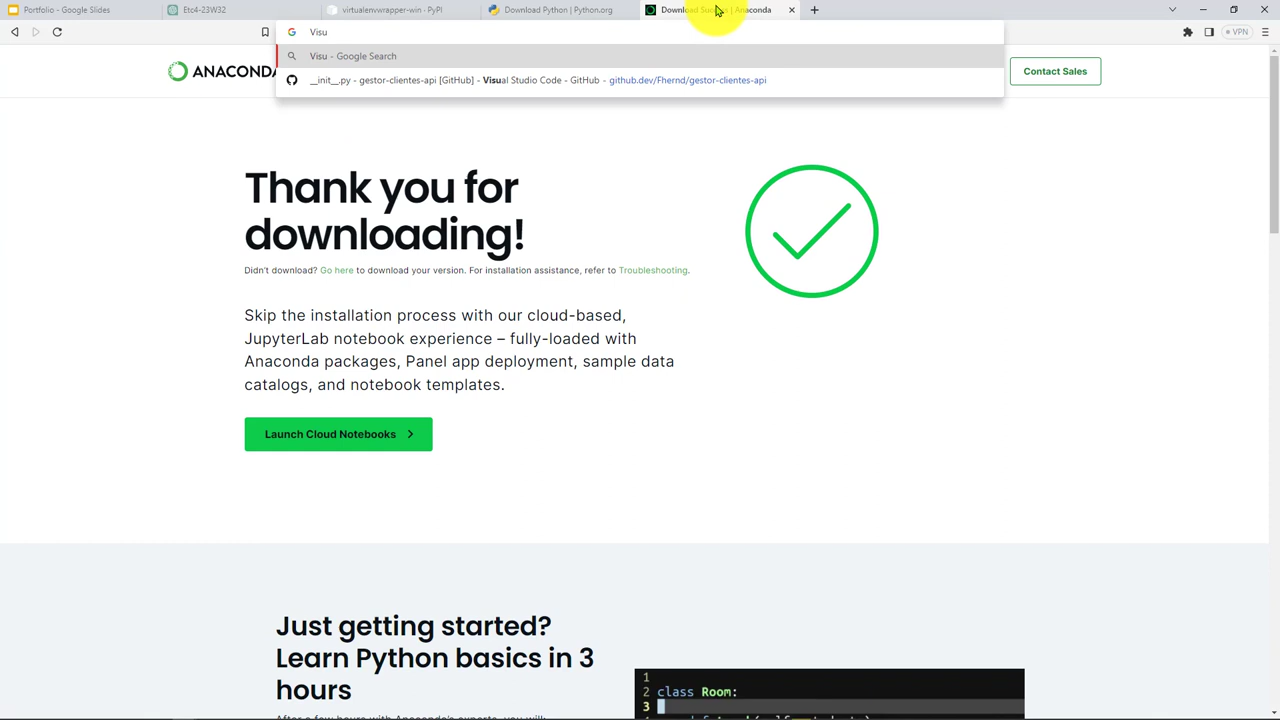 Portfolio - Google Slides
Etc4-23W32
virtualenvwrapper-win · PyPI
Download Python | Python.org
Download Su | Anaconda
Visu
VPN
Visu - Google Search
__init__.py - gestor-clientes-api [GitHub] - Visual Studio Code - GitHub - github.dev/Fhernd/gestor-clientes-api
ANACONDA
Contact Sales
Thank you for
downloading!
Didn't download? Go here to download your version. For installation assistance, refer to Troubleshooting.
Skip the installation process with our cloud-based,
JupyterLab notebook experience – fully-loaded with
Anaconda packages, Panel app deployment, sample data
catalogs, and notebook templates.
Launch Cloud Notebooks
Just getting started?
Learn Python basics in 3
hours
1
2 class Room:
3